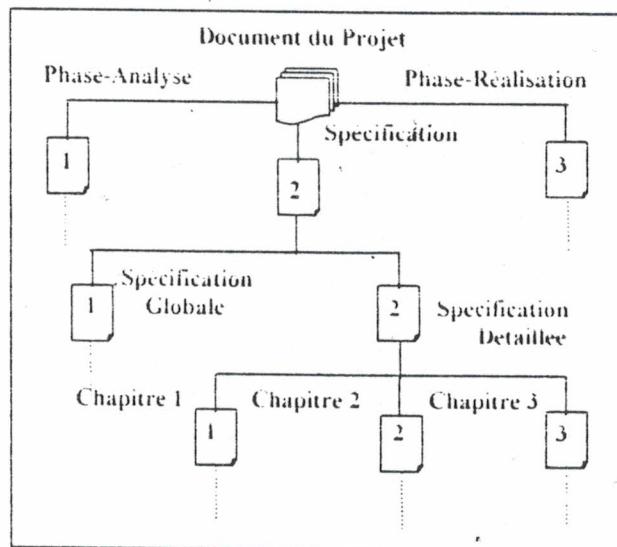 Document du Projet
Phase-Analyse Phase-Réalisation
Spécification
1 2 3
Spécification
Globale
1 2
Spécification
Détaillée
Chapitre 1 Chapitre 2 Chapitre 3
1 2 3